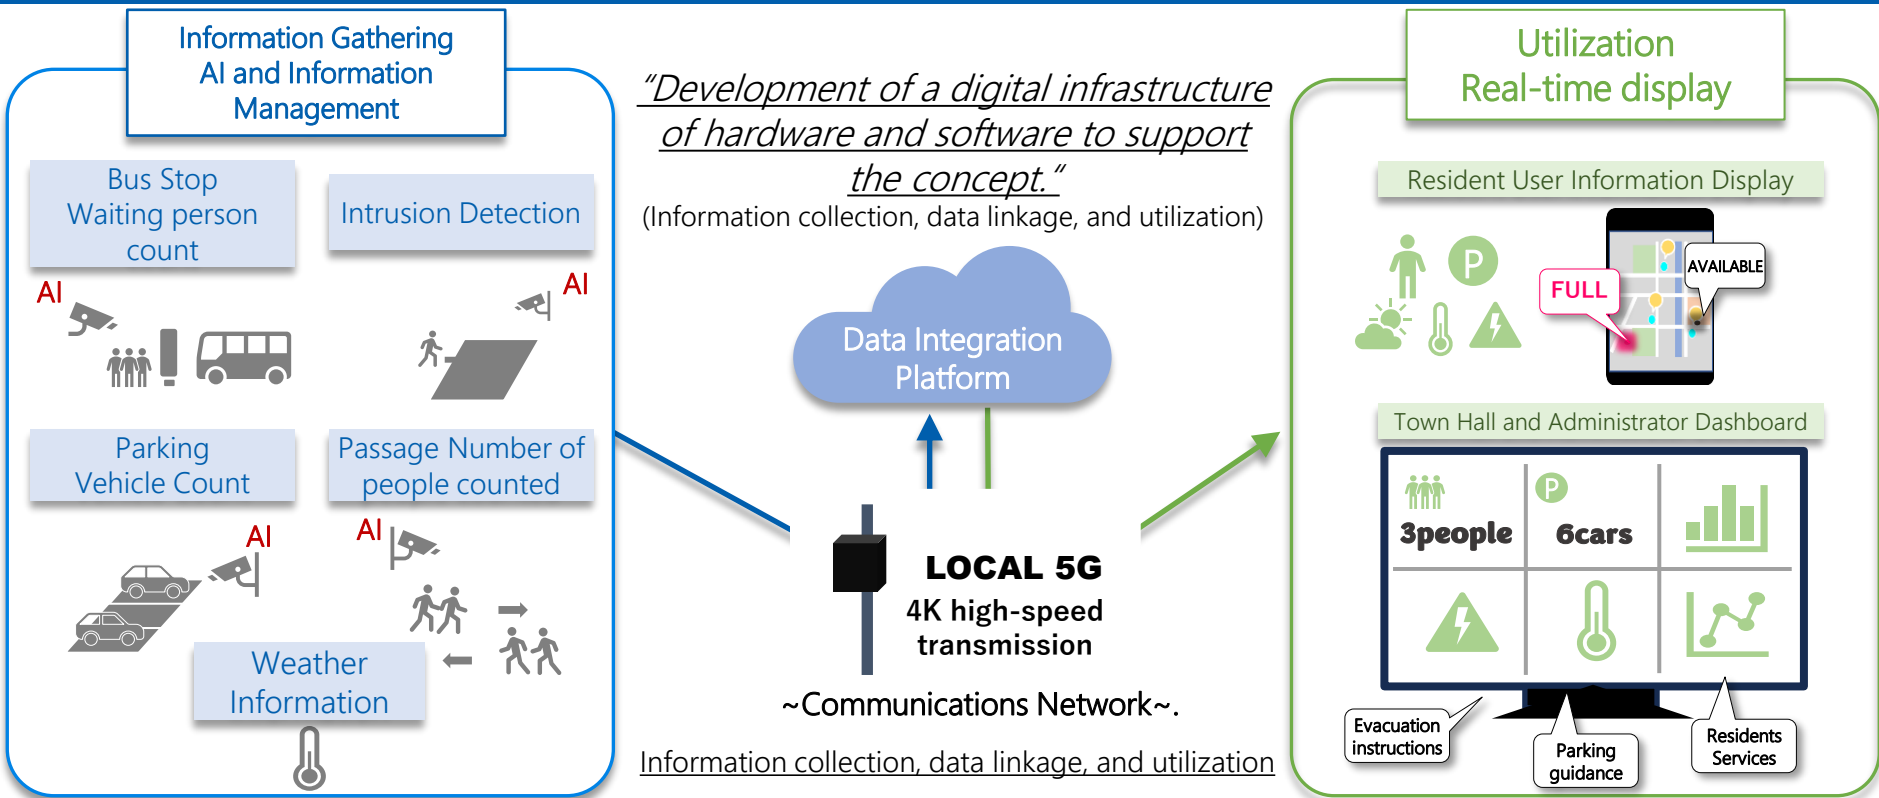 Information Gathering
AI and Information
Management
Bus Stop
Waiting person
count
Intrusion Detection
AI
AI
Parking
Vehicle Count
Passage Number of
people counted
AI
AI
Weather
Information
“Development of a digital infrastructure
of hardware and software to support
the concept.“
(Information collection, data linkage, and utilization)
Data Integration
Platform
LOCAL 5G
4K high-speed
transmission
~Communications Network~.
Information collection, data linkage, and utilization
Utilization
Real-time display
Resident User Information Display
P
FULL
AVAILABLE
Town Hall and Administrator Dashboard
P
3people
6cars
Evacuation
instructions
Parking
guidance
Residents
Services